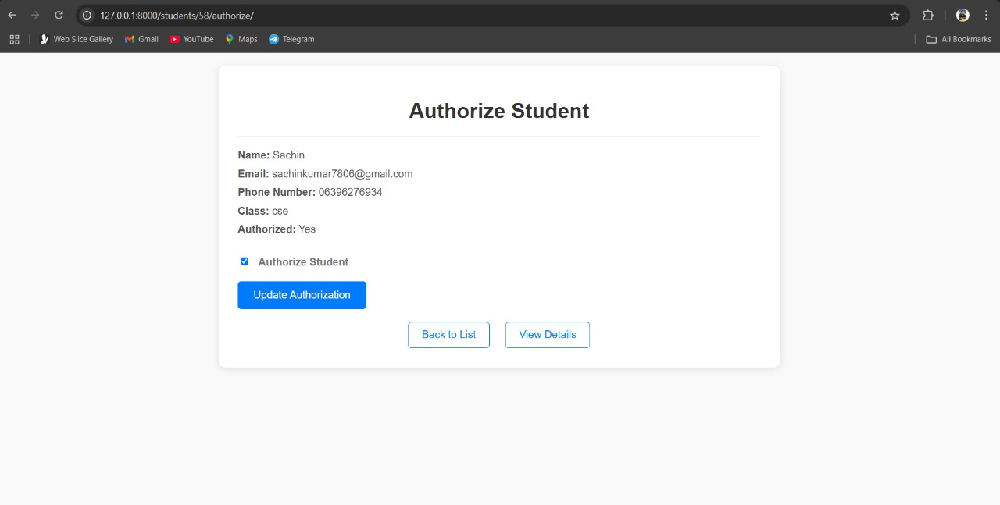 127.0.0.1:8000/students/58/authorize/
Web Slice Gallery Gmail YouTube Maps Telegram All Bookmarks
Authorize Student
Name: Sachin
Email: sachinkumar7806@gmail.com
Phone Number: 06396276934
Class: cse
Authorized: Yes
Authorize Student
Update Authorization
Back to List View Details